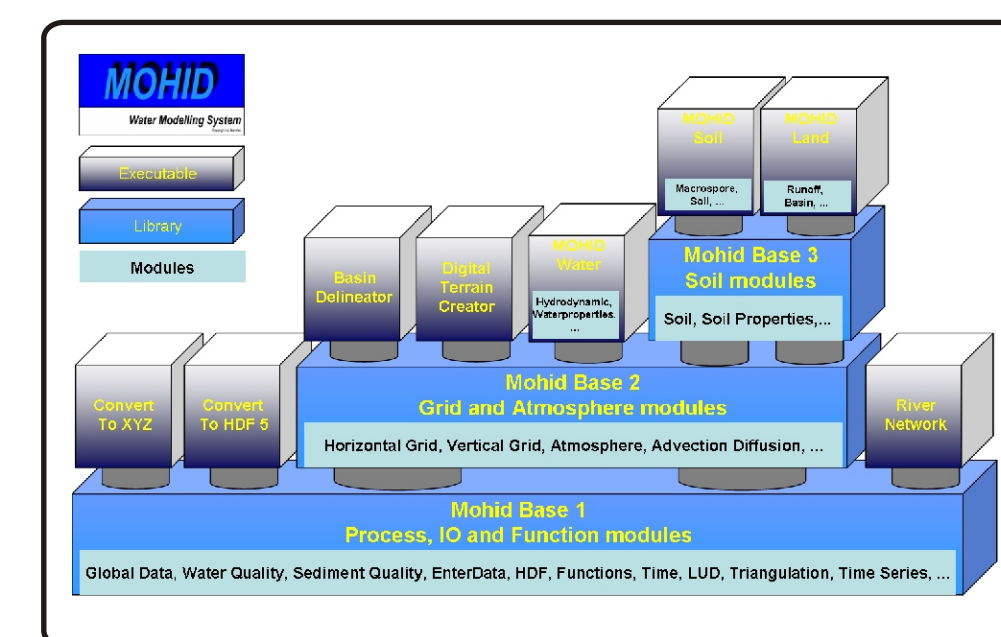 MOHID
Water Modelling System
Executable
Library
Modules
MOHID
Soil
Macrospore,
Soil, ...
MOHID
Land
Runoff,
Basin, ...
Basin
Delineator
Digital
Terrain
Creator
MOHID
Water
Hydrodynamic,
Waterproperties,
...
Mohid Base 3
Soil modules
Soil, Soil Properties,...
Convert
To XYZ
Convert
To HDF 5
Mohid Base 2
Grid and Atmosphere modules
Horizontal Grid, Vertical Grid, Atmosphere, Advection Diffusion, ...
River
Network
Mohid Base 1
Process, IO and Function modules
Global Data, Water Quality, Sediment Quality, EnterData, HDF, Functions, Time, LUD, Triangulation, Time Series, ...